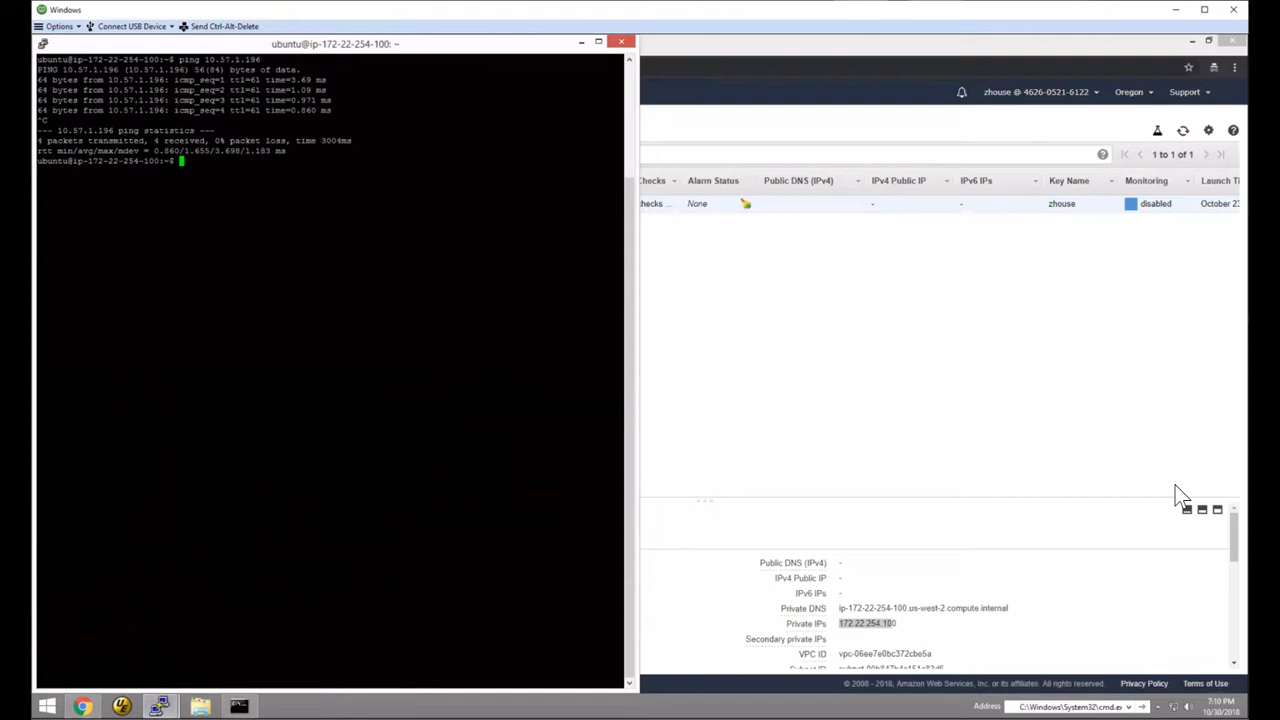 Windows
Options
Connect USB Device
Send Ctrl-Alt-Delete
ubuntu@ip-172-22-254-100: ~
ubuntu@ip-172-22-254-100:~$ ping 10.57.1.196
PING 10.57.1.196 (10.57.1.196) 56(84) bytes of data.
64 bytes from 10.57.1.196: icmp_seq=1 ttl=61 time=3.69 ms
64 bytes from 10.57.1.196: icmp_seq=2 ttl=61 time=1.09 ms
64 bytes from 10.57.1.196: icmp_seq=3 ttl=61 time=0.971 ms
64 bytes from 10.57.1.196: icmp_seq=4 ttl=61 time=0.860 ms
^C
--- 10.57.1.196 ping statistics ---
4 packets transmitted, 4 received, 0% packet loss, time 3004ms
rtt min/avg/max/mdev = 0.860/1.655/3.698/1.183 ms
ubuntu@ip-172-22-254-100:~$
zhouse @ 4626-0521-6122
Oregon
Support
1 to 1 of 1
Checks
Alarm Status
Public DNS (IPv4)
IPv4 Public IP
IPv6 IPs
Key Name
Monitoring
Launch Ti
hecks ...
None
-
-
zhouse
disabled
October 23
Public DNS (IPv4) -
IPv4 Public IP -
IPv6 IPs -
Private DNS ip-172-22-254-100.us-west-2.compute.internal
Private IPs 172.22.254.100
Secondary private IPs
VPC ID vpc-06ee7e0bc372cbe5a
© 2008 - 2018, Amazon Web Services, Inc. or its affiliates. All rights reserved.
Privacy Policy
Terms of Use
Address
C:\Windows\System32\cmd.e
7:10 PM
10/30/2018